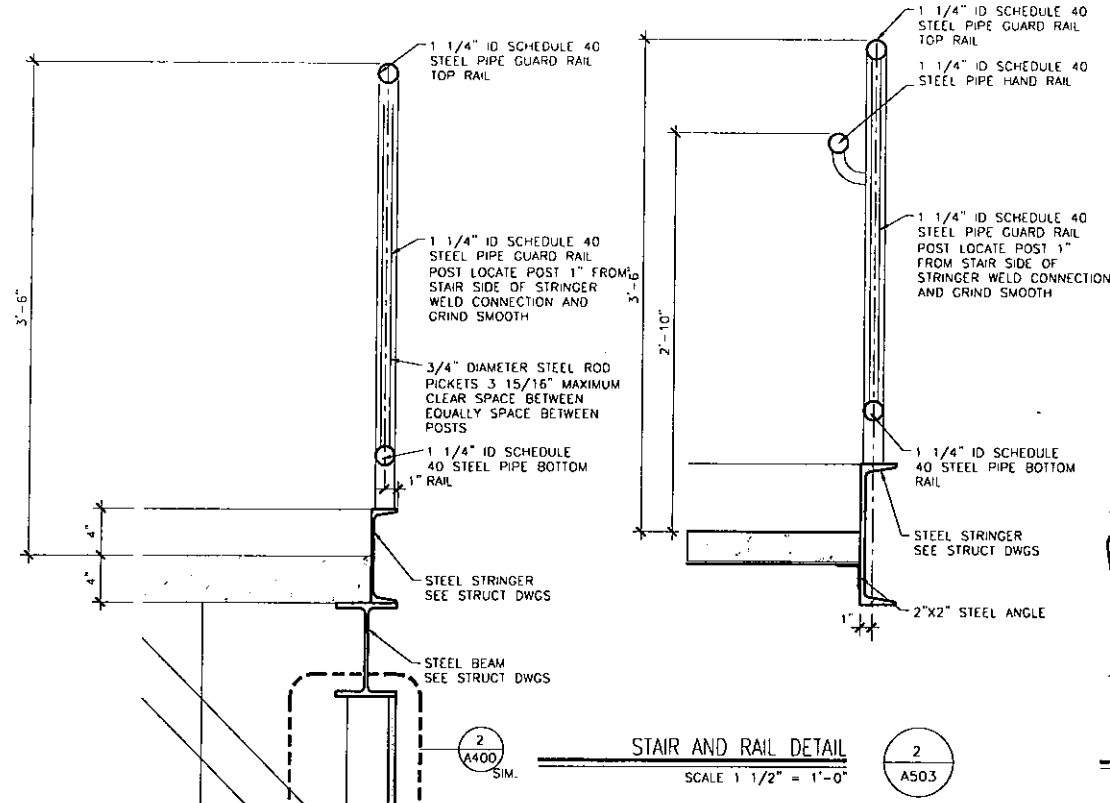 1 1/4" ID SCHEDULE 40
STEEL PIPE GUARD RAIL
TOP RAIL
3'-6"
1 1/4" ID SCHEDULE 40
STEEL PIPE GUARD RAIL
POST LOCATE POST 1" FROM
STAIR SIDE OF STRINGER
WELD CONNECTION AND
GRIND SMOOTH
3/4" DIAMETER STEEL ROD
PICKETS 3 15/16" MAXIMUM
CLEAR SPACE BETWEEN
EQUALLY SPACE BETWEEN
POSTS
1 1/4" ID SCHEDULE
40 STEEL PIPE BOTTOM
RAIL
1"
4"
4"
STEEL STRINGER
SEE STRUCT DWGS
STEEL BEAM
SEE STRUCT DWGS
2
A400
SIM.
1 1/4" ID SCHEDULE 40
STEEL PIPE GUARD RAIL
TOP RAIL
1 1/4" ID SCHEDULE 40
STEEL PIPE HAND RAIL
3'-6"
2'-10"
1 1/4" ID SCHEDULE 40
STEEL PIPE GUARD RAIL
POST LOCATE POST 1"
FROM STAIR SIDE OF
STRINGER WELD CONNECTION
AND GRIND SMOOTH
1 1/4" ID SCHEDULE
40 STEEL PIPE BOTTOM
RAIL
STEEL STRINGER
SEE STRUCT DWGS
2"X2" STEEL ANGLE
1"
STAIR AND RAIL DETAIL
SCALE 1 1/2" = 1'-0"
2
A503